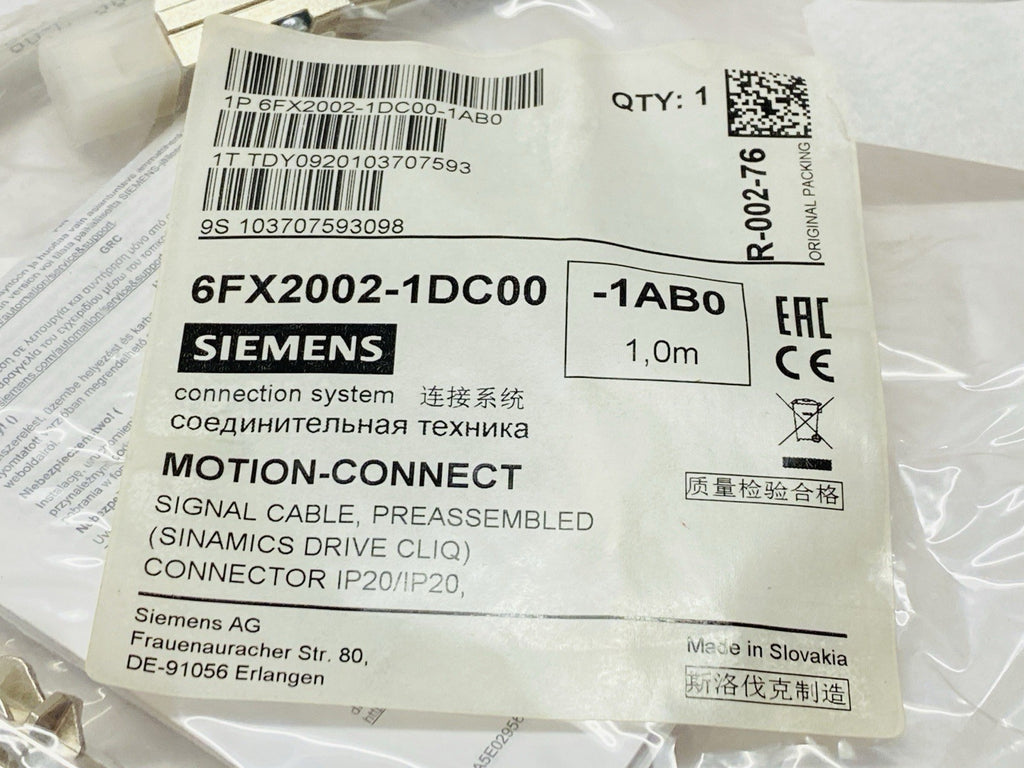 1P 6FX2002-1DC00-1AB0
QTY: 1
1T TDY0920103707593
9S 103707593098
R-002-76
ORIGINAL PACKING
6FX2002-1DC00
-1AB0
1,0m
EAC
CE
SIEMENS
connection system 连接系统
соединительная техника
MOTION-CONNECT
质量检验合格
SIGNAL CABLE, PREASSEMBLED
(SINAMICS DRIVE CLIQ)
CONNECTOR IP20/IP20,
Siemens AG
Frauenauracher Str. 80,
DE-91056 Erlangen
Made in Slovakia
斯洛伐克制造
GRC